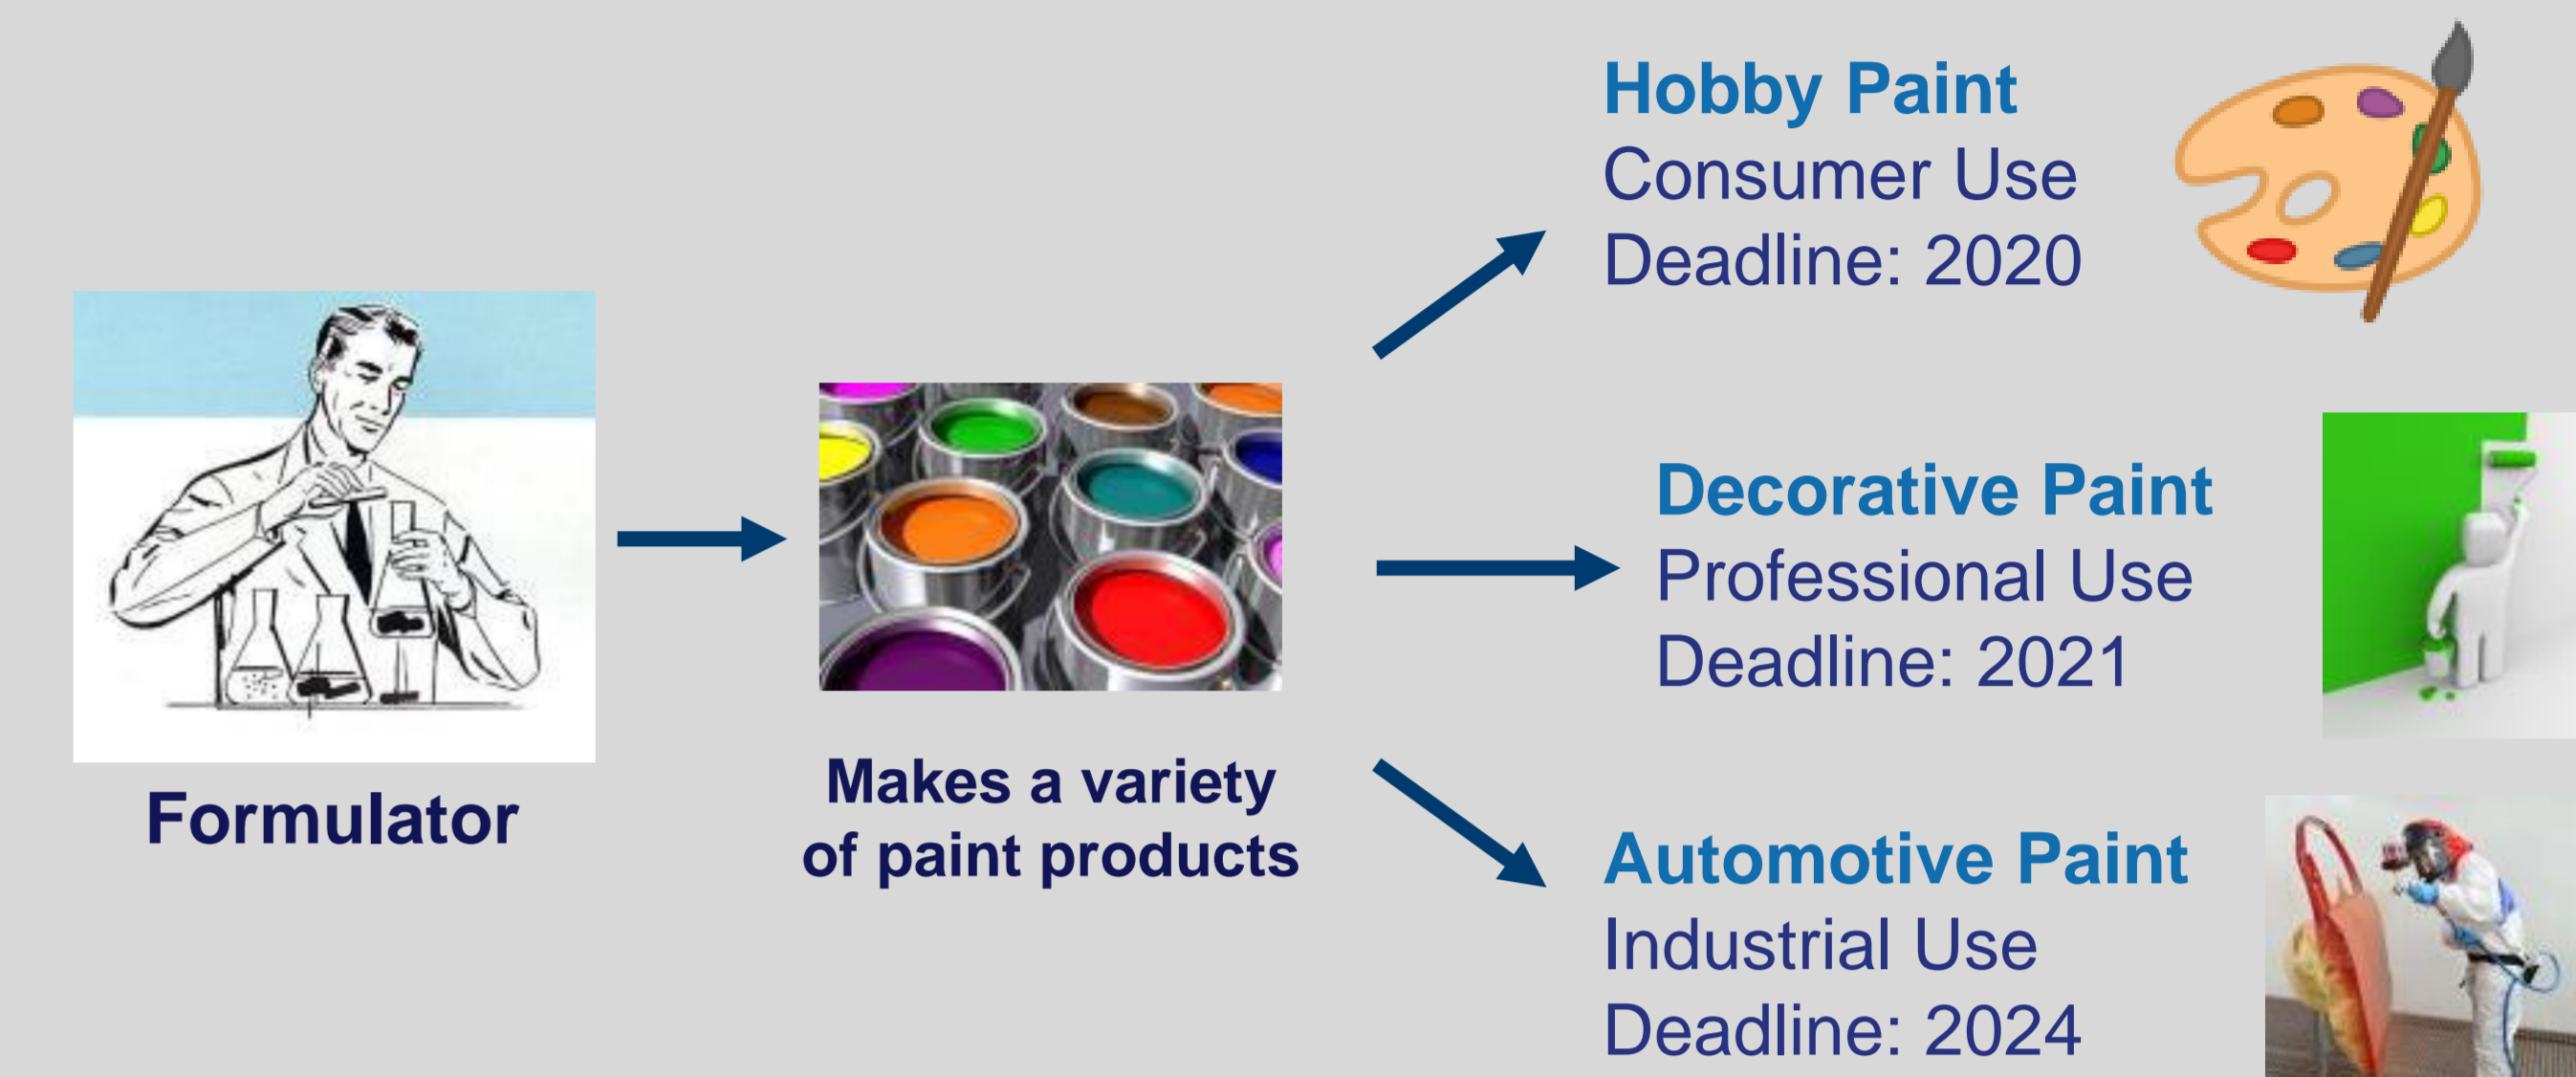 Formulator
Makes a variety
of paint products
Hobby Paint
Consumer Use
Deadline: 2020
Decorative Paint
Professional Use
Deadline: 2021
Automotive Paint
Industrial Use
Deadline: 2024